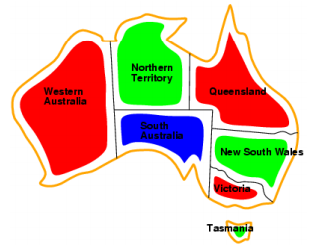 Northern
Territory
Western
Australia
Queensland
South
Australia
New South Wales
Victoria
Tasmania